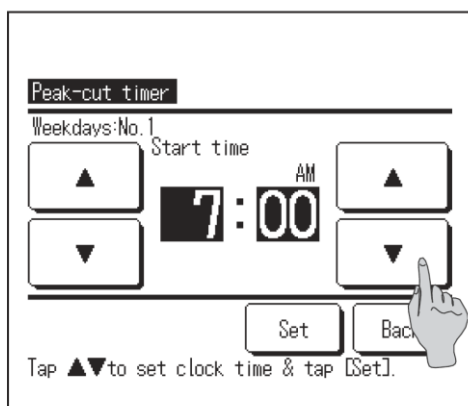 Peak-cut timer
Weekdays:No.1
Start time
AM
▲ ▲
7:00
▼ ▼
Set Back
Tap ▲▼to set clock time & tap [Set].